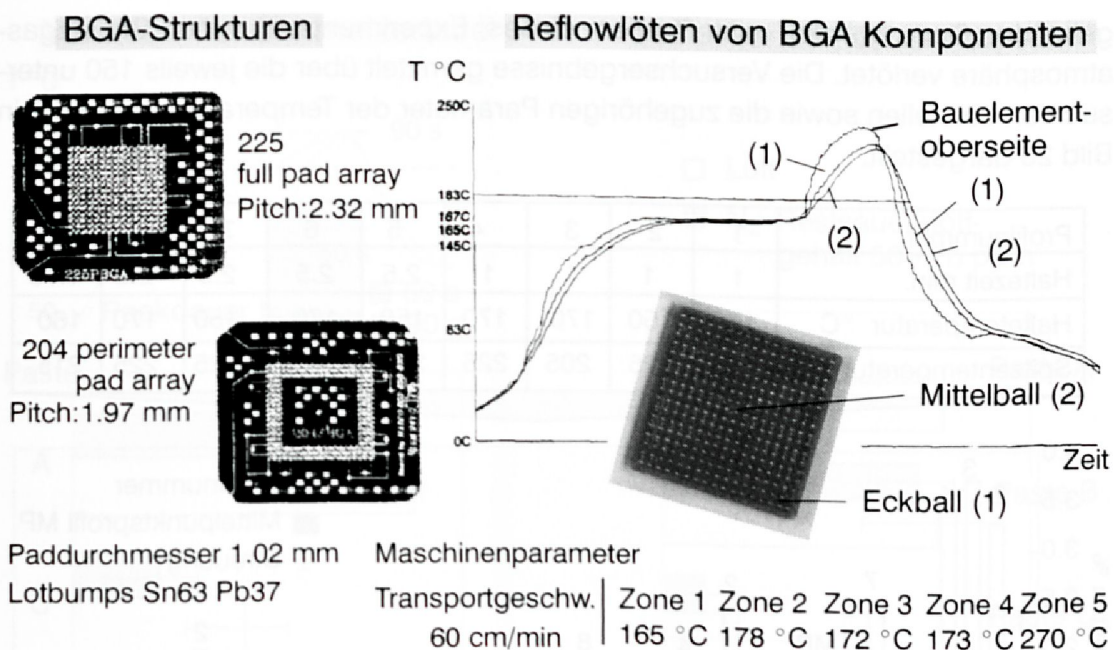 BGA-Strukturen
225
full pad array
Pitch:2.32 mm
225PBGA
204 perimeter
pad array
Pitch:1.97 mm
Paddurchmesser 1.02 mm
Lotbumps Sn63 Pb37
Reflowlöten von BGA Komponenten
T °C
250C
183C
167C
165C
145C
83C
0C
(1)
(2)
Bauelement-
oberseite
(1)
(2)
Mittelball (2)
Zeit
Eckball (1)
Maschinenparameter
Transportgeschw. Zone 1 Zone 2 Zone 3 Zone 4 Zone 5
60 cm/min 165 °C 178 °C 172 °C 173 °C 270 °C